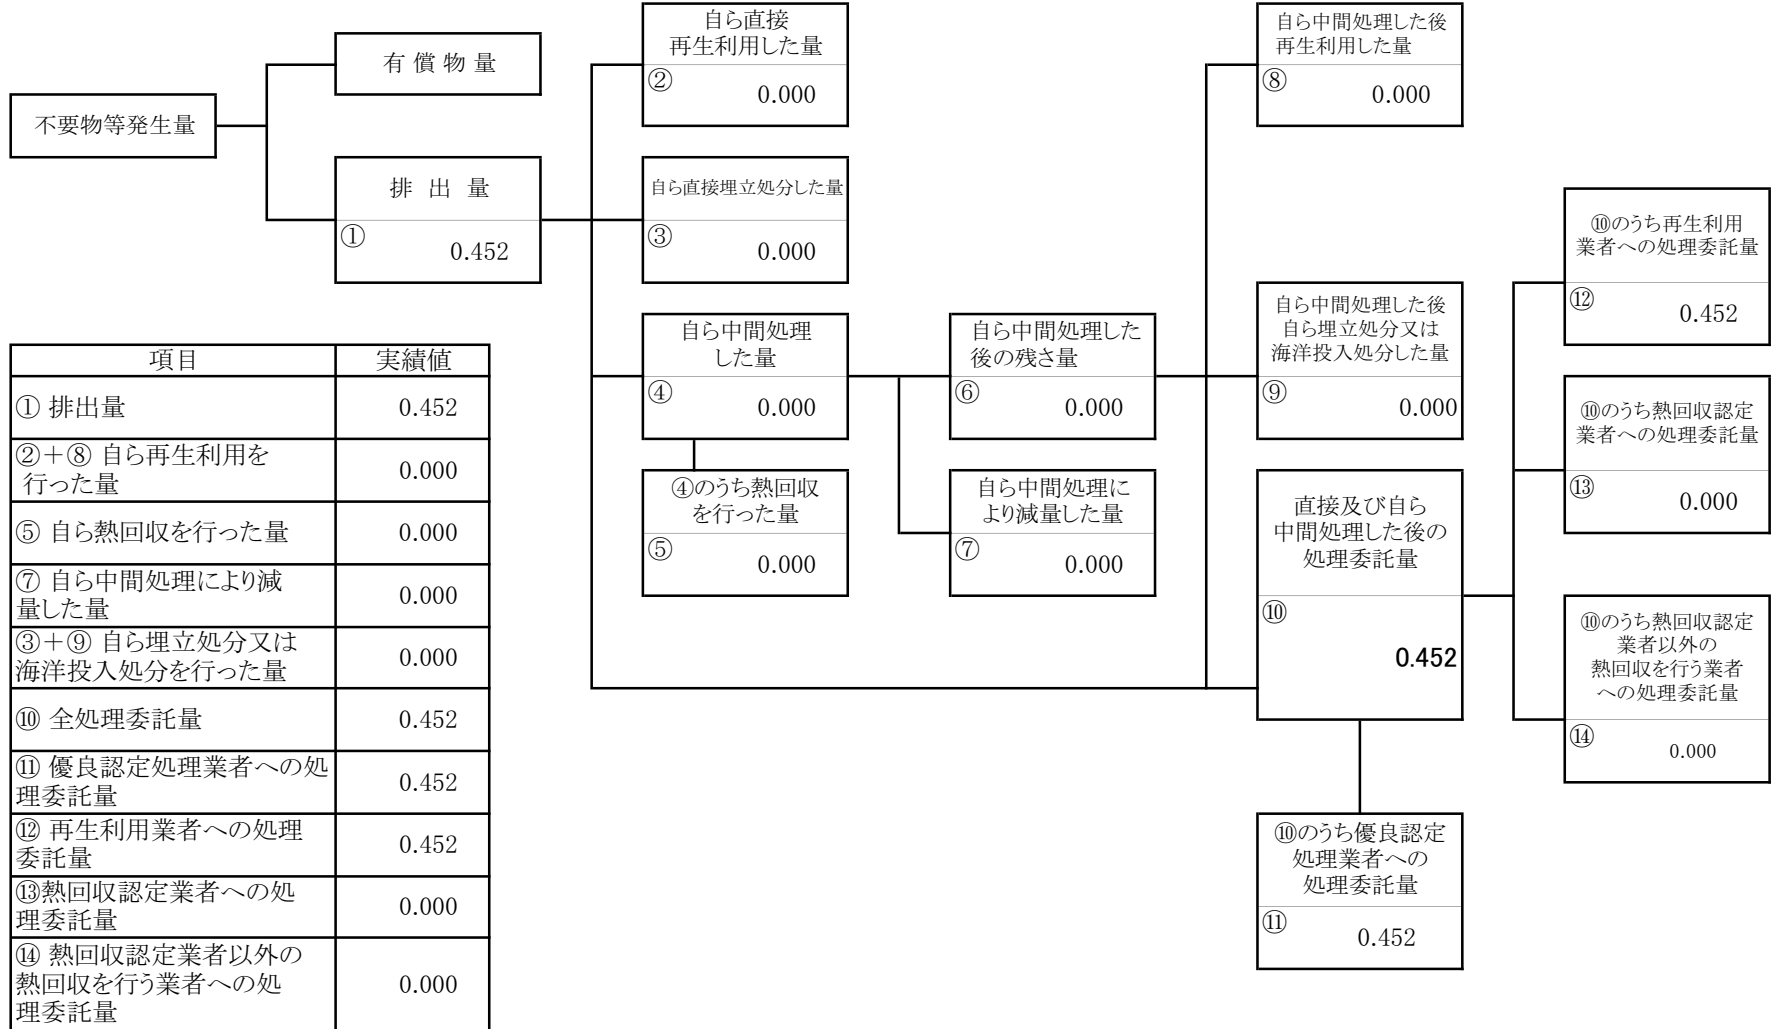 不要物等発生量
有 償 物 量
排 出 量
① 0.452
自ら直接
再生利用した量
② 0.000
自ら直接埋立処分した量
③ 0.000
自ら中間処理
した量
④ 0.000
④のうち熱回収
を行った量
⑤ 0.000
自ら中間処理した
後の残さ量
⑥ 0.000
自ら中間処理に
より減量した量
⑦ 0.000
自ら中間処理した後
再生利用した量
⑧ 0.000
自ら中間処理した後
自ら埋立処分又は
海洋投入処分した量
⑨ 0.000
直接及び自ら
中間処理した後の
処理委託量
⑩
0.452
⑩のうち優良認定
処理業者への
処理委託量
⑪ 0.452
⑩のうち再生利用
業者への処理委託量
⑫ 0.452
⑩のうち熱回収認定
業者への処理委託量
⑬ 0.000
⑩のうち熱回収認定
業者以外の
熱回収を行う業者
への処理委託量
⑭ 0.000
項目 実績値
① 排出量 0.452
②+⑧ 自ら再生利用を
行った量 0.000
⑤ 自ら熱回収を行った量 0.000
⑦ 自ら中間処理により減
量した量 0.000
③+⑨ 自ら埋立処分又は
海洋投入処分を行った量 0.000
⑩ 全処理委託量 0.452
⑪ 優良認定処理業者への処
理委託量 0.452
⑫ 再生利用業者への処理
委託量 0.452
⑬熱回収認定業者への処
理委託量 0.000
⑭ 熱回収認定業者以外の
熱回収を行う業者への処
理委託量 0.000